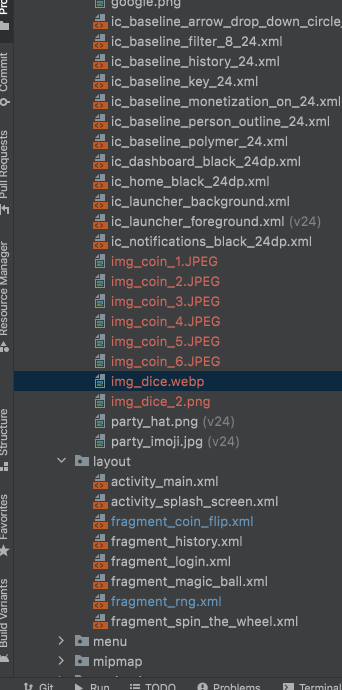 google.png
ic_baseline_arrow_drop_down_circle_
ic_baseline_filter_8_24.xml
ic_baseline_history_24.xml
ic_baseline_key_24.xml
ic_baseline_monetization_on_24.xml
ic_baseline_person_outline_24.xml
ic_baseline_polymer_24.xml
ic_dashboard_black_24dp.xml
ic_home_black_24dp.xml
ic_launcher_background.xml
ic_launcher_foreground.xml (v24)
ic_notifications_black_24dp.xml
img_coin_1.JPEG
img_coin_2.JPEG
img_coin_3.JPEG
img_coin_4.JPEG
img_coin_5.JPEG
img_coin_6.JPEG
img_dice.webp
img_dice_2.png
party_hat.png (v24)
party_imoji.jpg (v24)
layout
activity_main.xml
activity_splash_screen.xml
fragment_coin_flip.xml
fragment_history.xml
fragment_login.xml
fragment_magic_ball.xml
fragment_rng.xml
fragment_spin_the_wheel.xml
menu
mipmap
Commit
Pull Requests
Resource Manager
Structure
Favorites
Build Variants
Git
Run
TODO
Problems
Terminal